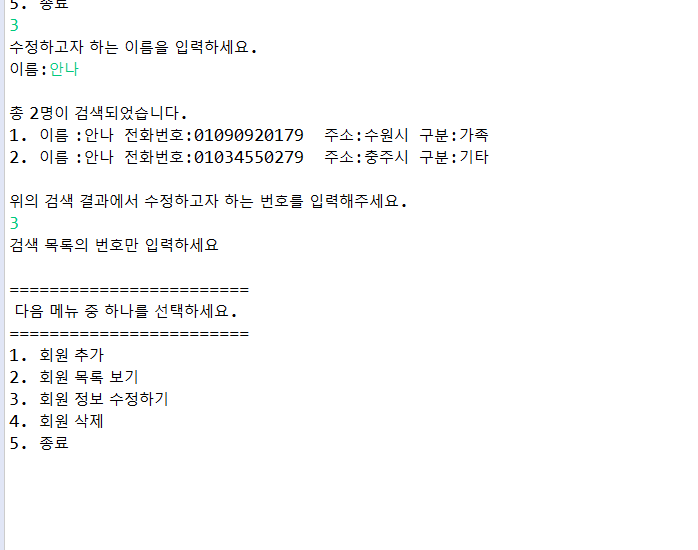 5. 종료
3
수정하고자 하는 이름을 입력하세요.
이름:안나
총 2명이 검색되었습니다.
1. 이름 :안나 전화번호:01090920179  주소:수원시 구분:가족
2. 이름 :안나 전화번호:01034550279  주소:충주시 구분:기타
위의 검색 결과에서 수정하고자 하는 번호를 입력해주세요.
3
검색 목록의 번호만 입력하세요
========================
다음 메뉴 중 하나를 선택하세요.
========================
1. 회원 추가
2. 회원 목록 보기
3. 회원 정보 수정하기
4. 회원 삭제
5. 종료